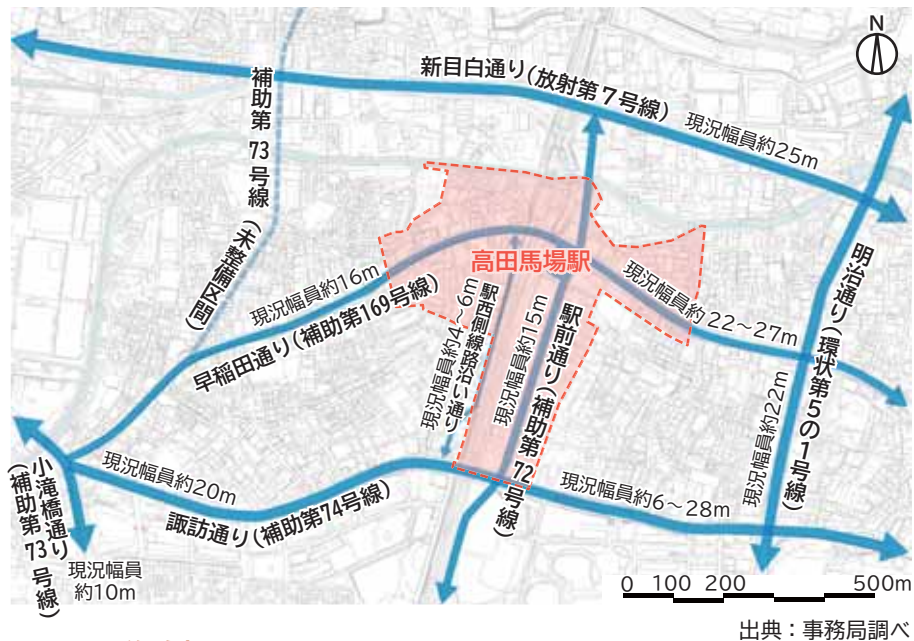 N
新目白通り(放射第7号線)
現況幅員約25m
補助第73号線(未整備区間)
高田馬場駅
現況幅員約16m
早稲田通り(補助第169号線)
現況幅員約4~6m
駅西側線路沿い通り
現況幅員約15m
駅前通り(補助第72号線)
現況幅員約22~27m
明治通り(環状第5の1号線)
現況幅員約22m
小滝橋通り
(補助第73号線)
現況幅員
約10m
現況幅員約20m
諏訪通り(補助第74号線)
現況幅員約6~28m
0 100 200 500m
出典:事務局調べ